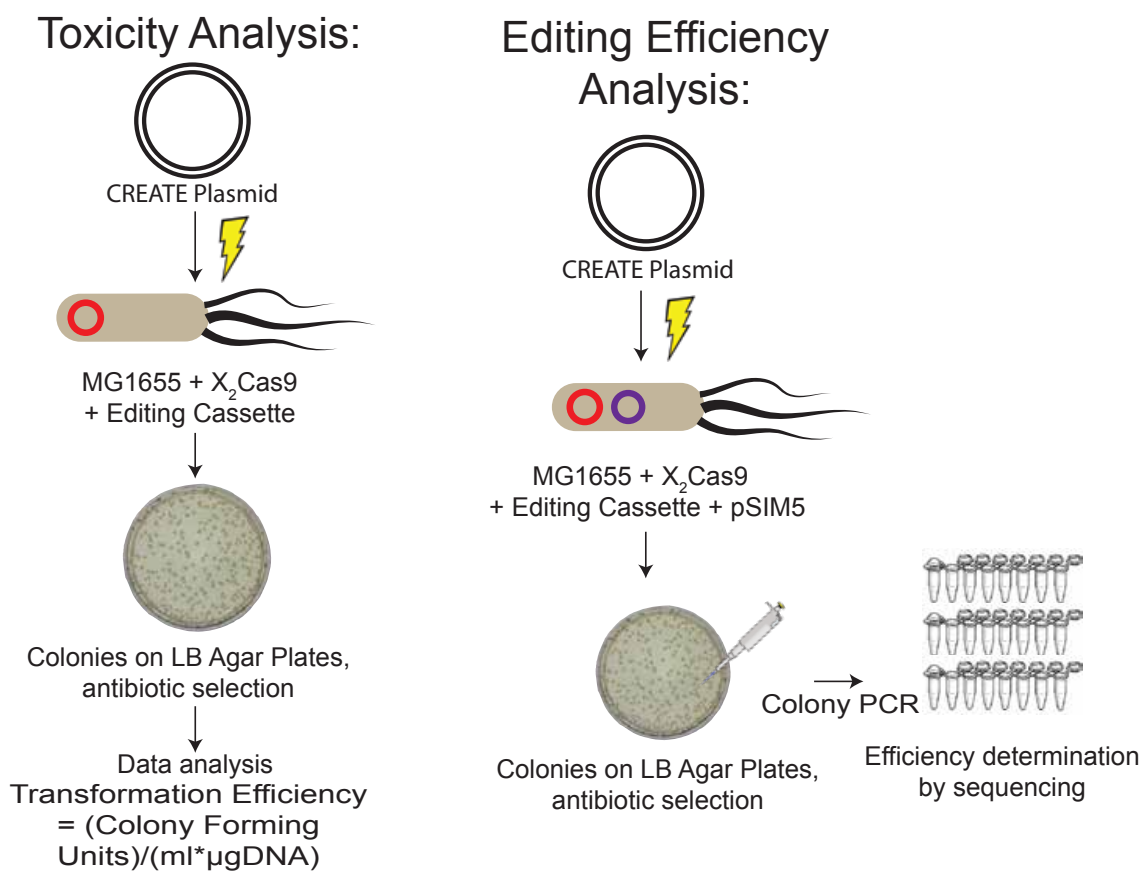 Toxicity Analysis:
CREATE Plasmid
MG1655 + X₂Cas9
+ Editing Cassette
Colonies on LB Agar Plates,
antibiotic selection
Data analysis
Transformation Efficiency
= (Colony Forming
Units)/(ml*µgDNA)
Editing Efficiency
Analysis:
CREATE Plasmid
MG1655 + X₂Cas9
+ Editing Cassette + pSIM5
Colonies on LB Agar Plates,
antibiotic selection
Colony PCR
Efficiency determination
by sequencing